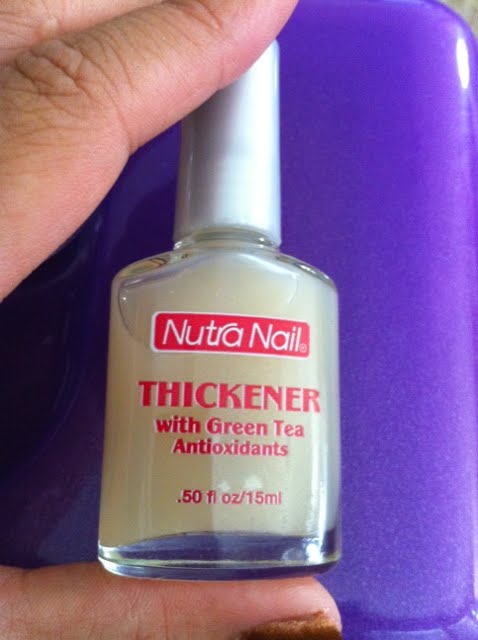 Nutra Nail®
THICKENER
with Green Tea
Antioxidants
.50 fl oz/15ml